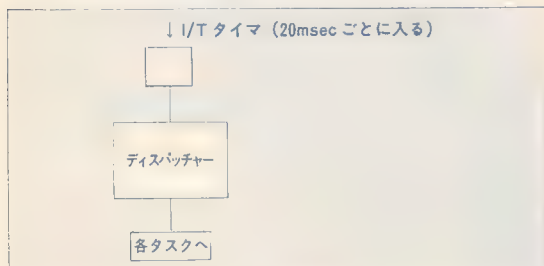 ↓ I/T タイマ（20msec ごとに入る）
ディスパッチャー
各タスクへ